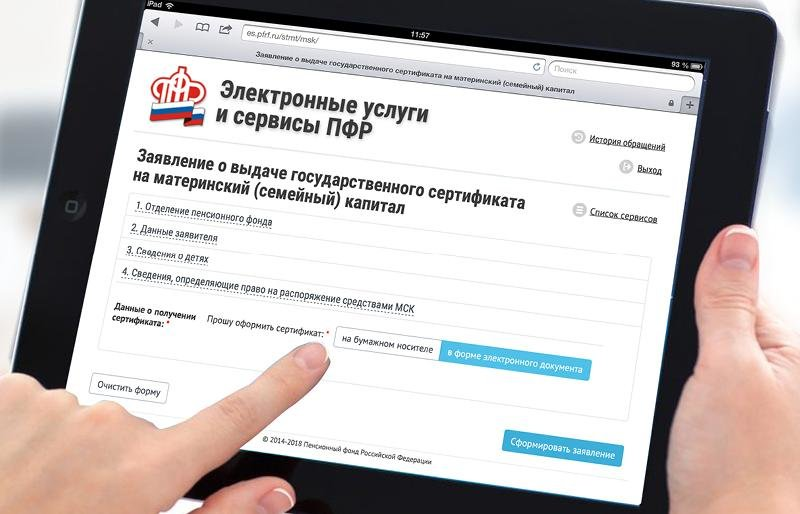 iPad
11:57
93 %
es.pfrf.ru/stmt/msk/
Поиск
Заявление о выдаче государственного сертификата на материнский (семейный) капитал
ПФР
Электронные услуги
и сервисы ПФР
История обращений
Выход
Список сервисов
Заявление о выдаче государственного сертификата
на материнский (семейный) капитал
1. Отделение пенсионного фонда
2. Данные заявителя
3. Сведения о детях
4. Сведения, определяющие право на распоряжение средствами МСК
Данные о получении
сертификата: *
Прошу оформить сертификат: *
на бумажном носителе
в форме электронного документа
Очистить форму
Сформировать заявление
© 2014-2018 Пенсионный фонд Российской Федерации